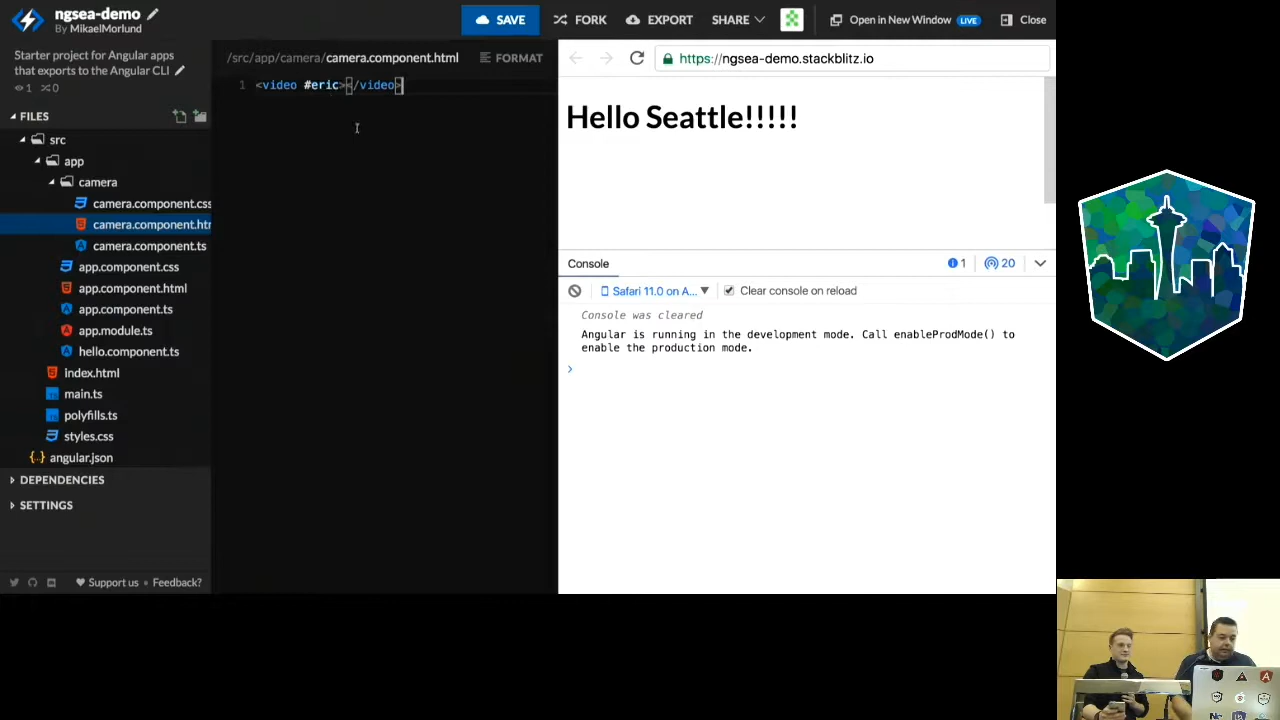 ngsea-demo
By MikaelMorlund
SAVE
FORK
EXPORT
SHARE
Open in New Window LIVE
Close
Starter project for Angular apps
that exports to the Angular CLI
1 0
FILES
src
app
camera
camera.component.css
camera.component.htm
camera.component.ts
app.component.css
app.component.html
app.component.ts
app.module.ts
hello.component.ts
index.html
main.ts
polyfills.ts
styles.css
{..} angular.json
DEPENDENCIES
SETTINGS
Support us • Feedback?
/src/app/camera/camera.component.html
FORMAT
1 <video #eric></video>
https://ngsea-demo.stackblitz.io
Hello Seattle!!!!!
Console
1
20
Safari 11.0 on A...
Clear console on reload
Console was cleared
Angular is running in the development mode. Call enableProdMode() to
enable the production mode.
>